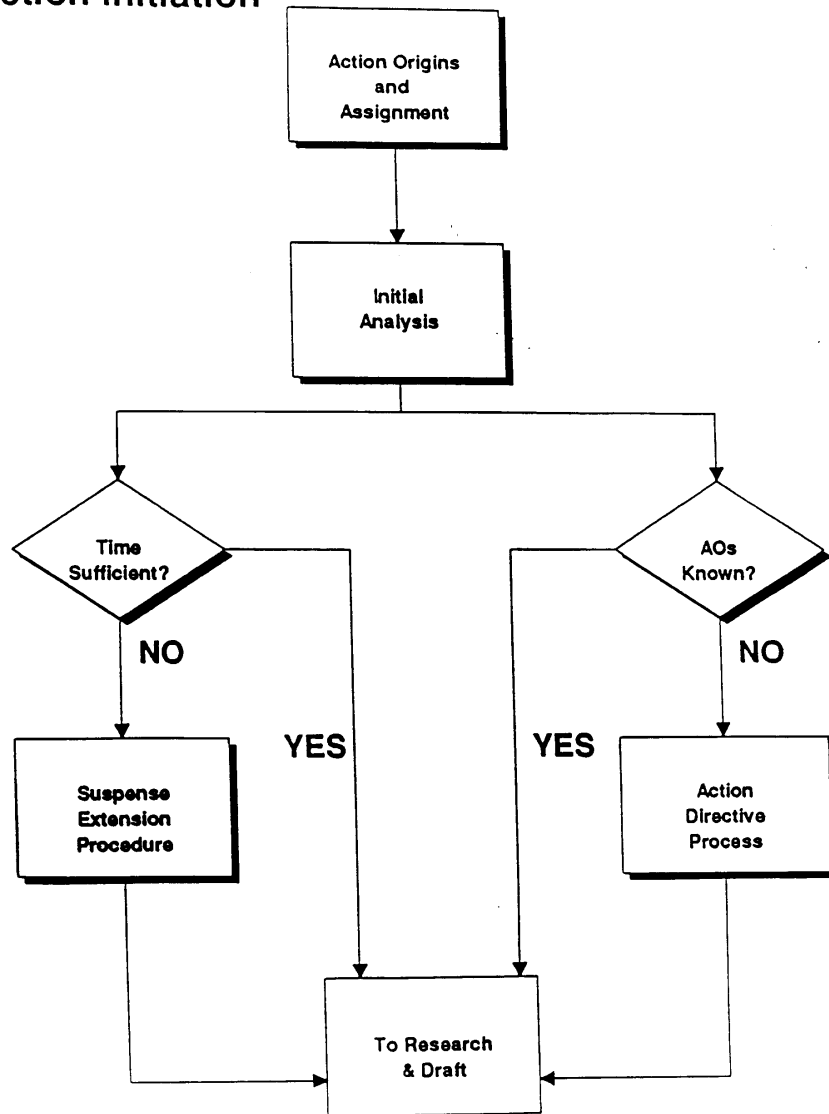 Initiation
Action Origins
and
Assignment
Initial
Analysis
Time
Sufficient?
AOs
Known?
NO
NO
YES
YES
Suspense
Extension
Procedure
Action
Directive
Process
To Research
& Draft